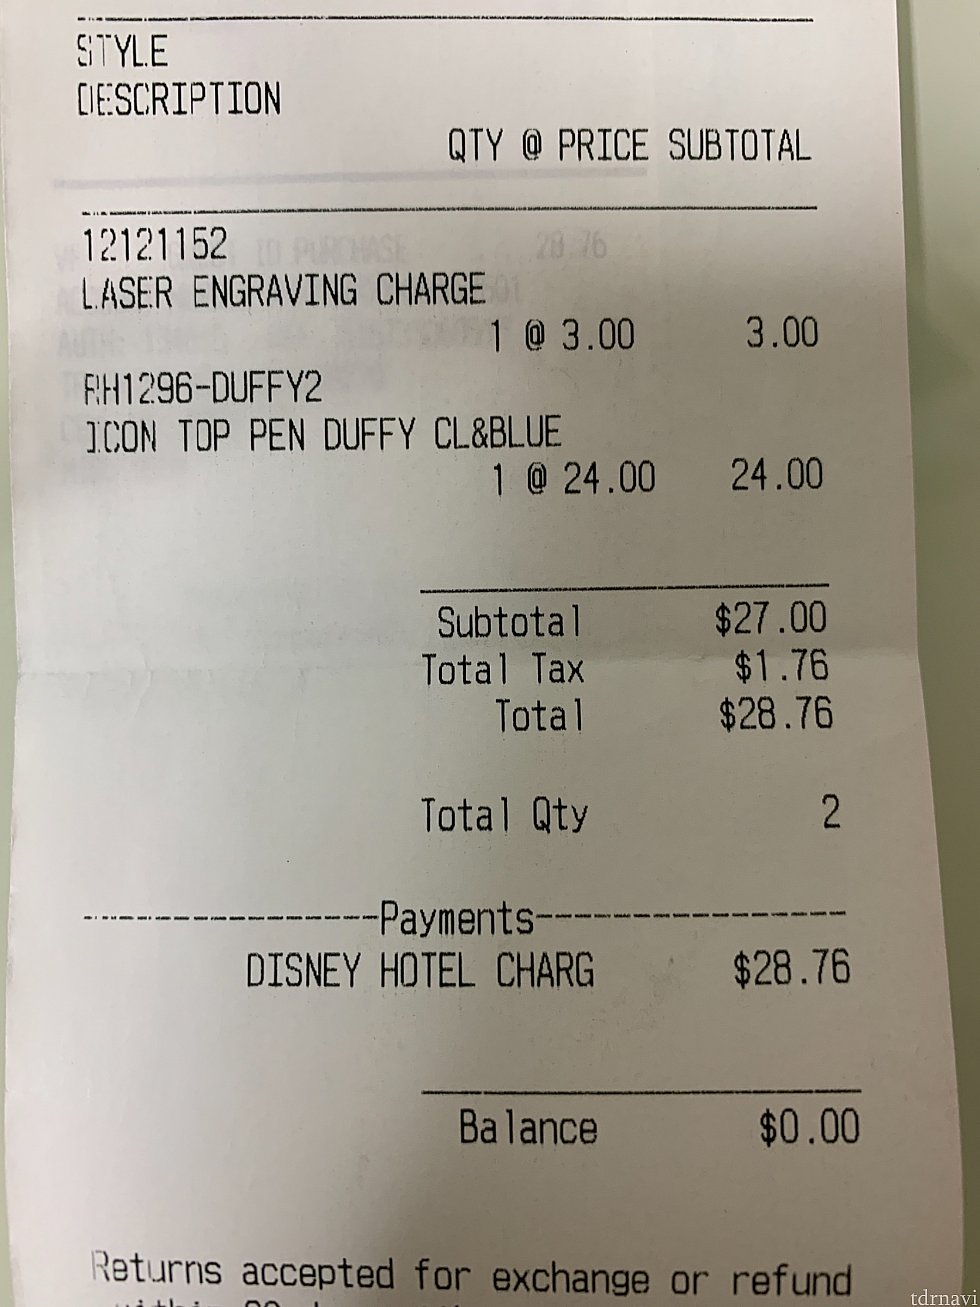 STYLE
DESCRIPTION
QTY @ PRICE SUBTOTAL
12121152
LASER ENGRAVING CHARGE
1 @ 3.00 3.00
RH1296-DUFFY2
ICON TOP PEN DUFFY CL&BLUE
1 @ 24.00 24.00
Subtotal $27.00
Total Tax $1.76
Total $28.76
Total Qty 2
Payments
DISNEY HOTEL CHARG $28.76
Balance $0.00
Returns accepted for exchange or refund
tdrnavi